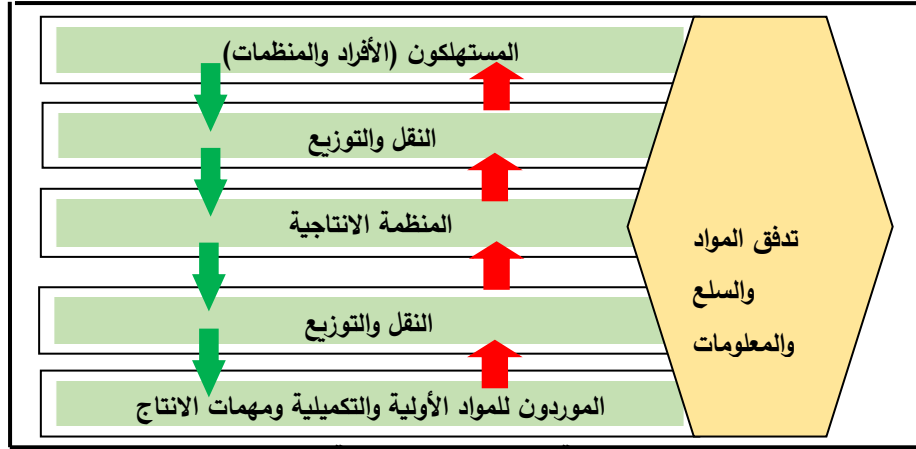 المستهلكون (الأفراد والمنظمات)
النقل والتوزيع
المنظمة الانتاجية
النقل والتوزيع
الموردون للمواد الأولية والتكميلية ومهمات الانتاج
تدفق المواد
والسلع
والمعلومات